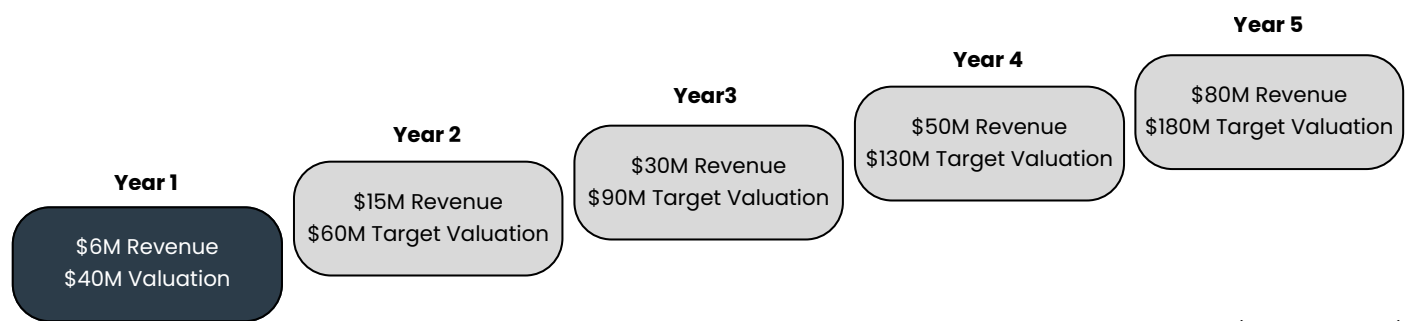 Year 1
$6M Revenue
$40M Valuation
Year 2
$15M Revenue
$60M Target Valuation
Year3
$30M Revenue
$90M Target Valuation
Year 4
$50M Revenue
$130M Target Valuation
Year 5
$80M Revenue
$180M Target Valuation